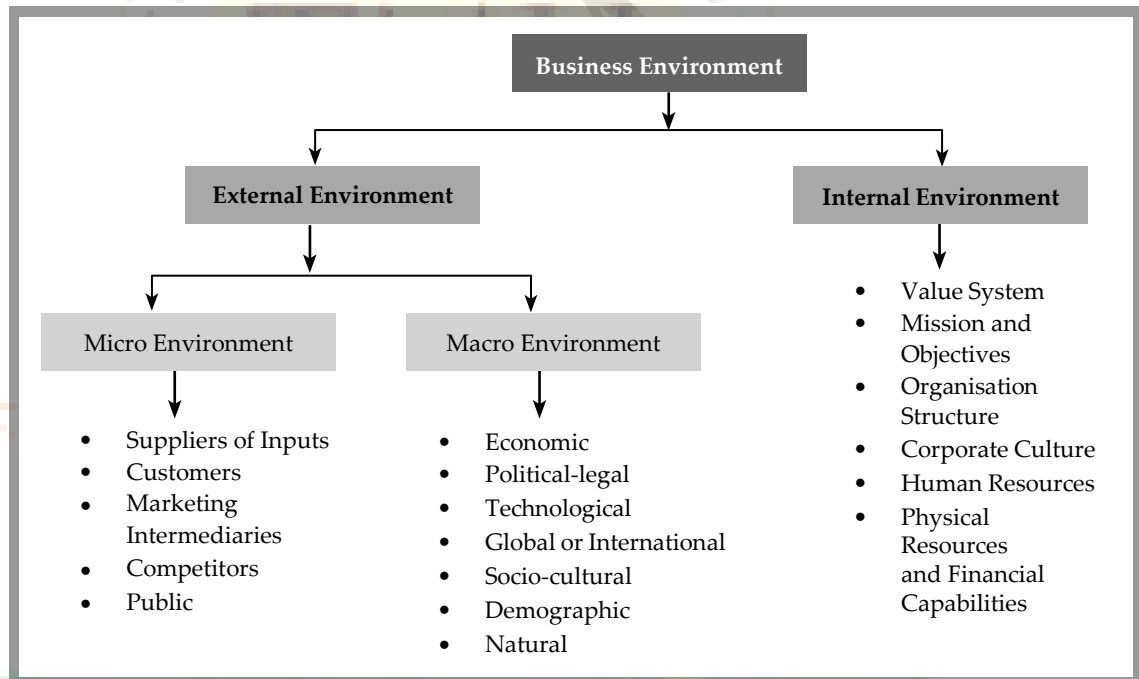 Business Environment
External Environment
Internal Environment
Micro Environment
Macro Environment
• Suppliers of Inputs
• Customers
• Marketing
Intermediaries
• Competitors
• Public
• Economic
• Political-legal
• Technological
• Global or International
• Socio-cultural
• Demographic
• Natural
• Value System
• Mission and
Objectives
• Organisation
Structure
• Corporate Culture
• Human Resources
• Physical
Resources
and Financial
Capabilities